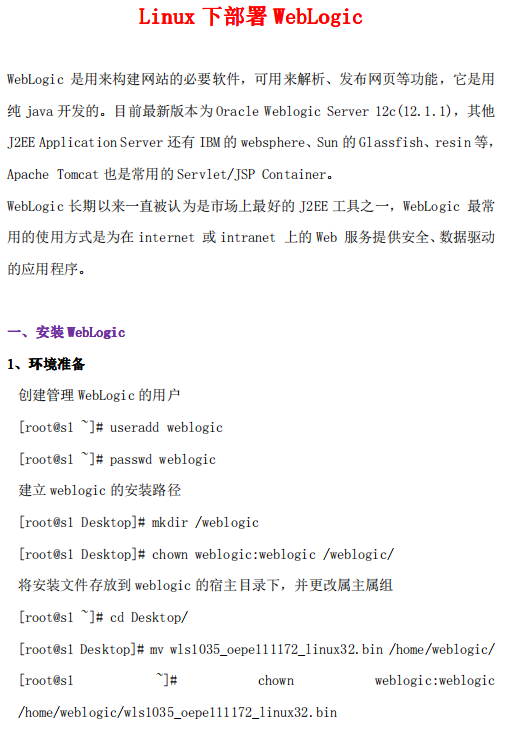 Linux 下部署 WebLogic
WebLogic 是用来构建网站的必要软件，可用来解析、发布网页等功能，它是用
纯 java 开发的。目前最新版本为 Oracle Weblogic Server 12c(12.1.1)，其他
J2EE Application Server 还有 IBM 的 websphere、Sun 的 Glassfish、resin 等，
Apache Tomcat 也是常用的 Servlet/JSP Container。
WebLogic 长期以来一直被认为是市场上最好的 J2EE 工具之一，WebLogic 最常
用的使用方式是为在 internet 或 intranet 上的 Web 服务提供安全、数据驱动
的应用程序。
一、安装 WebLogic
1、环境准备
创建管理 WebLogic 的用户
[root@s1 ~]# useradd weblogic
[root@s1 ~]# passwd weblogic
建立 weblogic 的安装路径
[root@s1 Desktop]# mkdir /weblogic
[root@s1 Desktop]# chown weblogic:weblogic /weblogic/
将安装文件存放到 weblogic 的宿主目录下，并更改属主属组
[root@s1 ~]# cd Desktop/
[root@s1 Desktop]# mv wls1035_oepe111172_linux32.bin /home/weblogic/
[root@s1 ~]# chown weblogic:weblogic
/home/weblogic/wls1035_oepe111172_linux32.bin